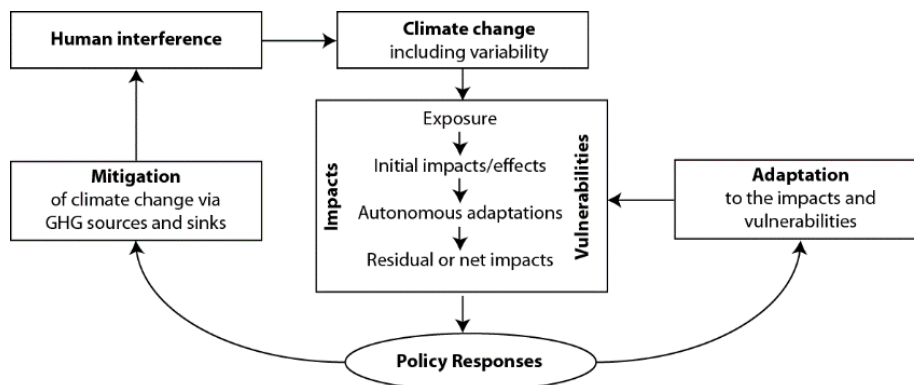 Human interference
Climate change
including variability
Exposure
Initial impacts/effects
Autonomous adaptations
Residual or net impacts
Impacts
Vulnerabilities
Mitigation
of climate change via
GHG sources and sinks
Adaptation
to the impacts and
vulnerabilities
Policy Responses